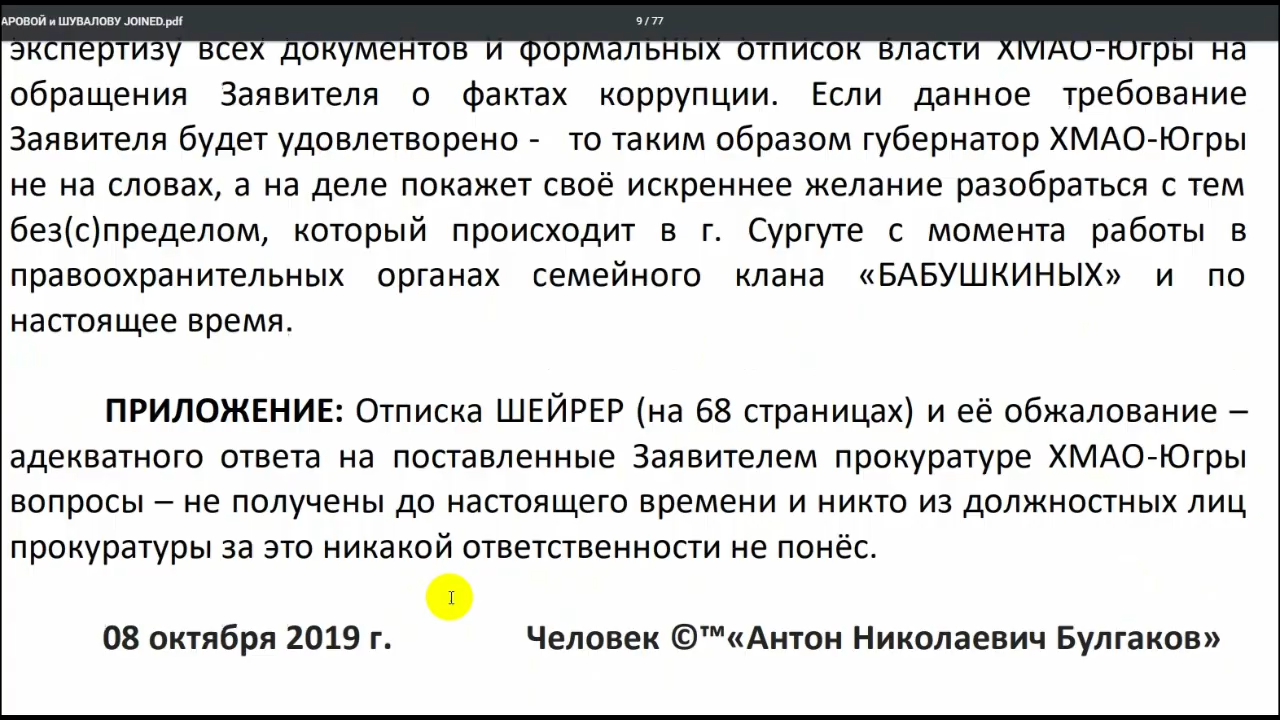 АРОВОЙ и ШУВАЛОВУ JOINED.pdf
9 / 77
экспертизу всех документов и формальных отписок власти ХМАО-Югры на
обращения Заявителя о фактах коррупции. Если данное требование
Заявителя будет удовлетворено - то таким образом губернатор ХМАО-Югры
не на словах, а на деле покажет своё искреннее желание разобраться с тем
без(с)пределом, который происходит в г. Сургуте с момента работы в
правоохранительных органах семейного клана «БАБУШКИНЫХ» и по
настоящее время.
ПРИЛОЖЕНИЕ: Отписка ШЕЙРЕР (на 68 страницах) и её обжалование –
адекватного ответа на поставленные Заявителем прокуратуре ХМАО-Югры
вопросы – не получены до настоящего времени и никто из должностных лиц
прокуратуры за это никакой ответственности не понёс.
08 октября 2019 г. Человек ©™«Антон Николаевич Булгаков»